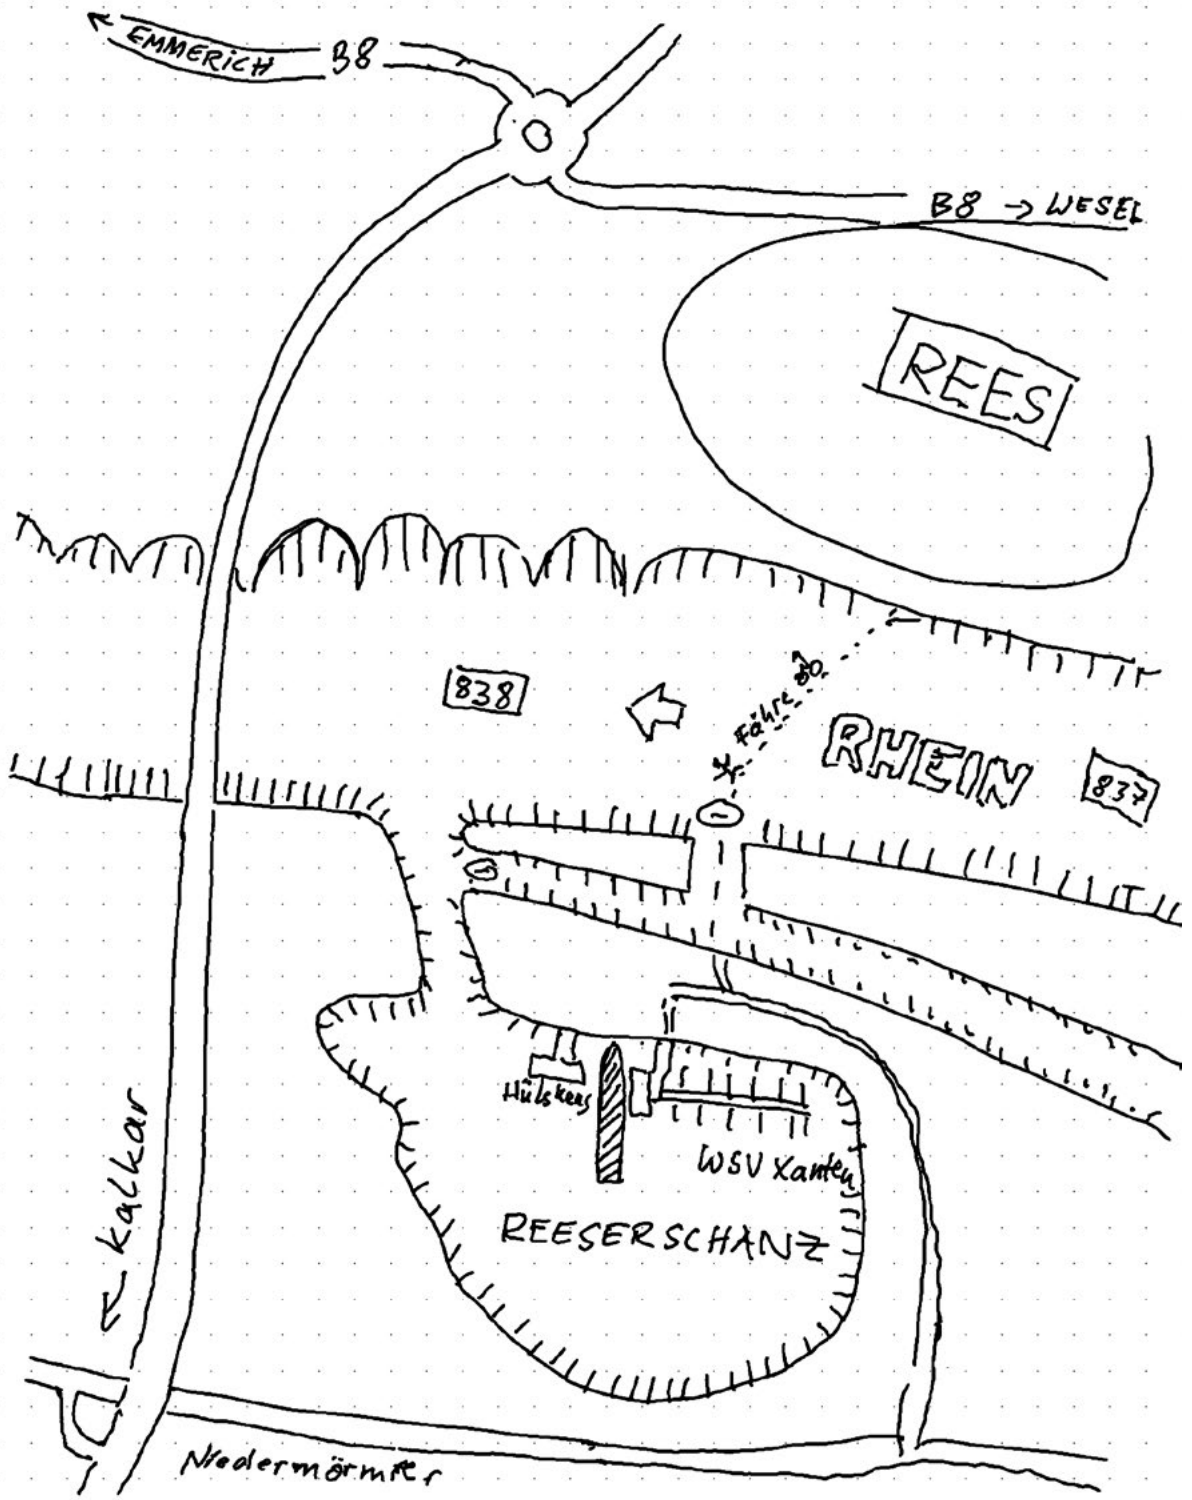 EMMERICH B8
B8 → WESEL
REES
838
Fähre
RHEIN
837
Hülskens
WSV Xanten
REESERSCHANZ
← Kalkar
Niedermörmter